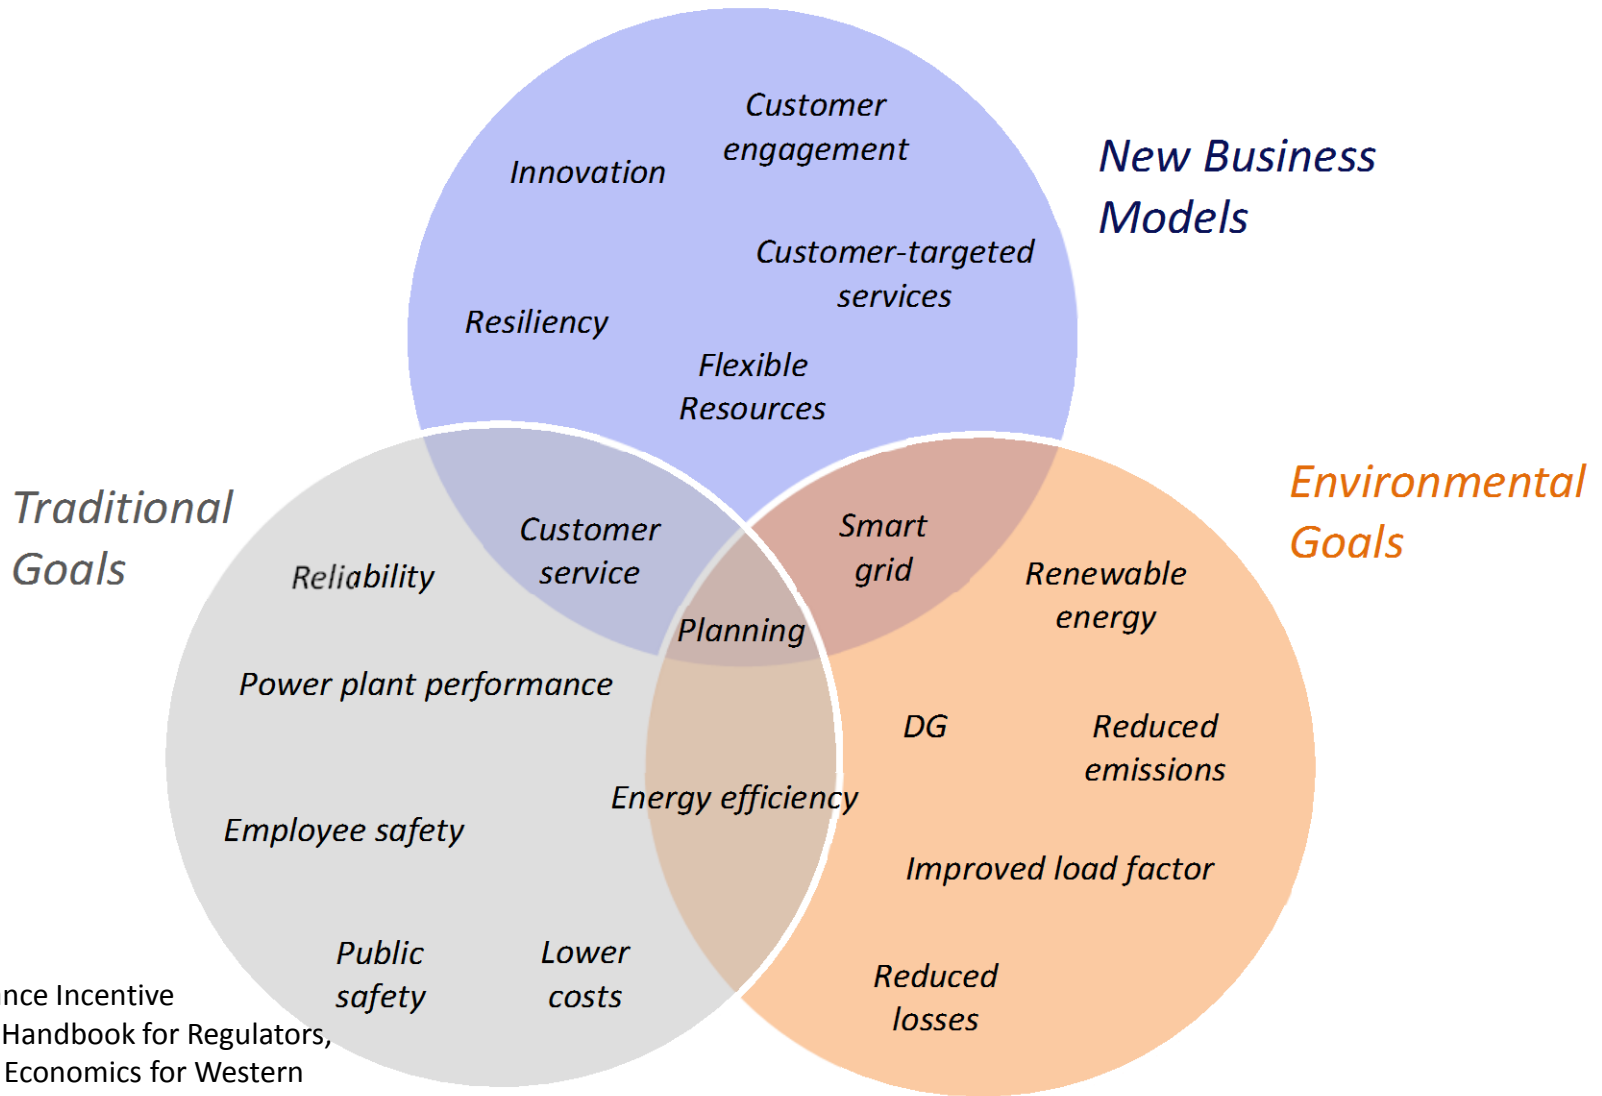 Customer
engagement
Innovation
New Business
Models
Customer-targeted
services
Resiliency
Flexible
Resources
Traditional
Goals
Environmental
Goals
Customer
service
Smart
grid
Reliability
Renewable
energy
Planning
Power plant performance
DG
Reduced
emissions
Energy efficiency
Employee safety
Improved load factor
Public
safety
Lower
costs
Reduced
losses
nce Incentive
Handbook for Regulators,
Economics for Western